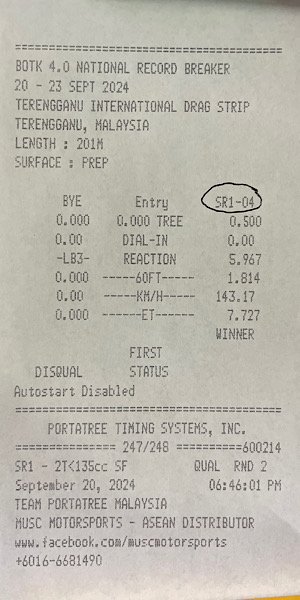 ====================================
BOTK 4.0 NATIONAL RECORD BREAKER
20 - 23 SEPT 2024
TERENGGANU INTERNATIONAL DRAG STRIP
TERENGGANU, MALAYSIA
LENGTH : 201M
SURFACE : PREP
BYE Entry SR1-04
0.000 0.000 TREE 0.500
0.00 DIAL-IN 0.00
-LB3- REACTION 5.967
0.000 -----60FT----- 1.814
0.00 -----KM/H----- 143.17
0.000 ------ET------ 7.727
WINNER
FIRST
DISQUAL STATUS
Autostart Disabled
====================================
PORTATREE TIMING SYSTEMS, INC.
============== 247/248 ==========600214
SR1 - 2T<135cc SF QUAL RND 2
September 20, 2024 06:46:01 PM
TEAM PORTATREE MALAYSIA
MUSC MOTORSPORTS - ASEAN DISTRIBUTOR
www.facebook.com/muscmotorsports
+6016-6681490